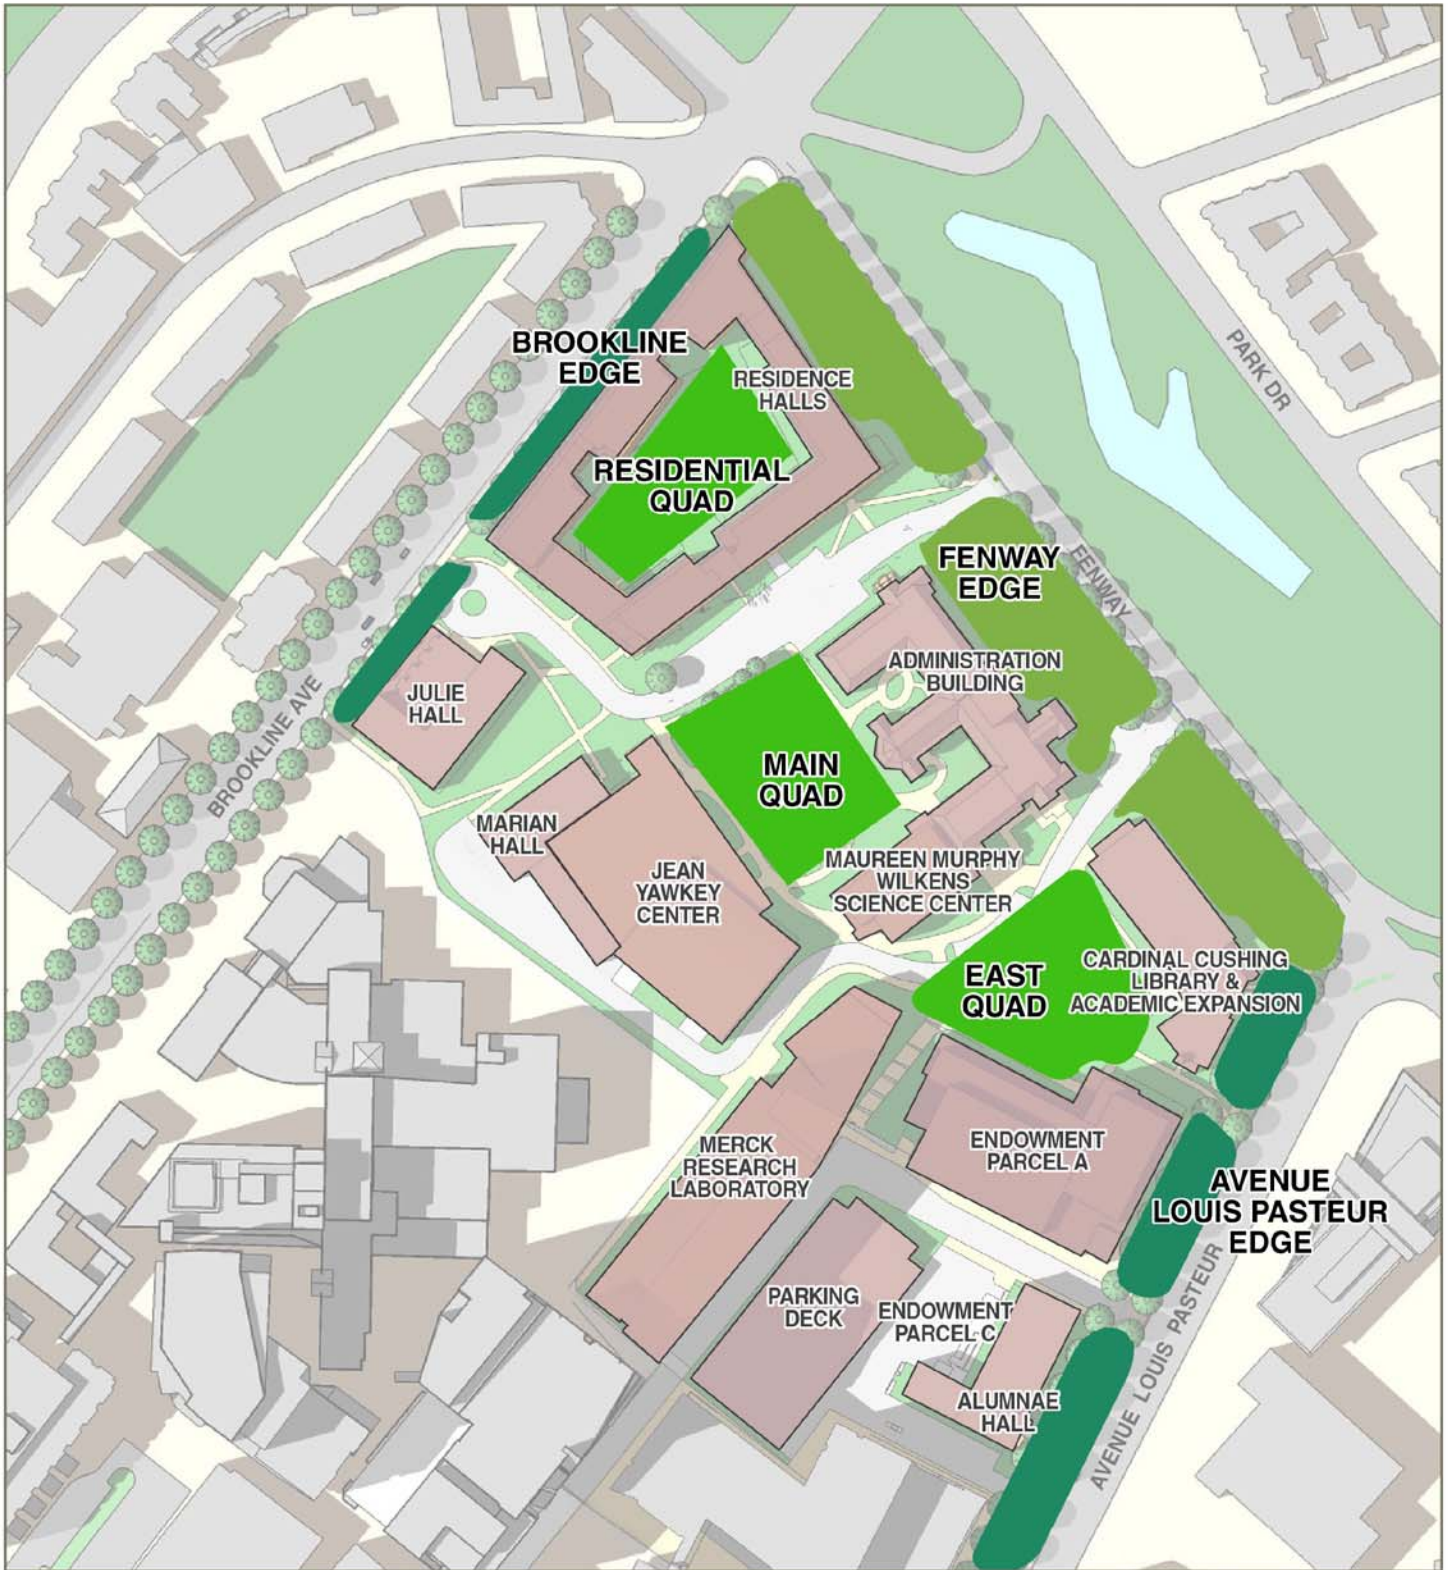 BROOKLINE
EDGE
RESIDENCE
HALLS
PARK DR
RESIDENTIAL
QUAD
FENWAY
EDGE
FENWAY
ADMINISTRATION
BUILDING
JULIE
HALL
BROOKLINE AVE
MAIN
QUAD
MARIAN
HALL
JEAN
YAWKEY
CENTER
MAUREEN MURPHY
WILKENS
SCIENCE CENTER
EAST
QUAD
CARDINAL CUSHING
LIBRARY &
ACADEMIC EXPANSION
MERCK
RESEARCH
LABORATORY
ENDOWMENT
PARCEL A
AVENUE
LOUIS PASTEUR
EDGE
PARKING
DECK
ENDOWMENT
PARCEL C
ALUMNAE
HALL
AVENUE LOUIS PASTEUR